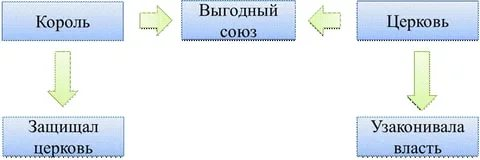 Король
Выгодный
союз
Церковь
Защищал
церковь
Узаконивала
власть